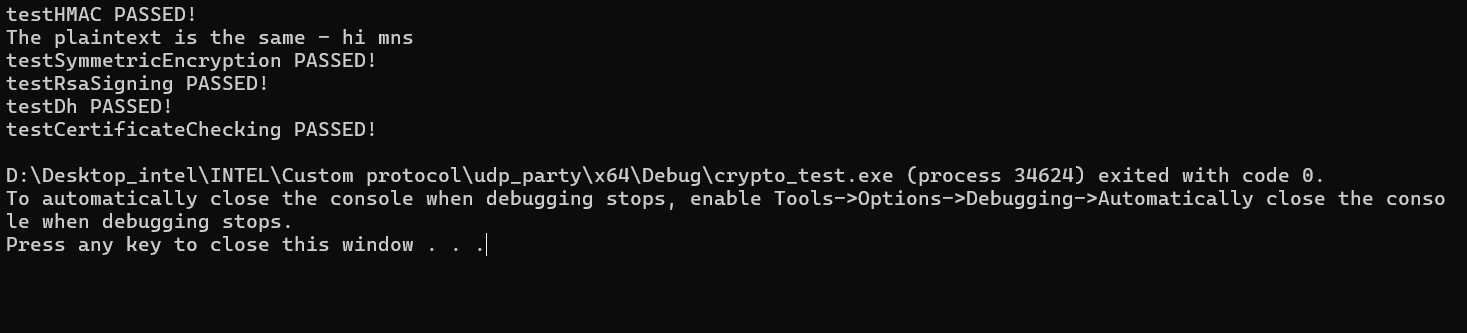 testHMAC PASSED!
The plaintext is the same - hi mns
testSymmetricEncryption PASSED!
testRsaSigning PASSED!
testDh PASSED!
testCertificateChecking PASSED!
D:\Desktop_intel\INTEL\Custom protocol\udp_party\x64\Debug\crypto_test.exe (process 34624) exited with code 0.
To automatically close the console when debugging stops, enable Tools->Options->Debugging->Automatically close the conso
le when debugging stops.
Press any key to close this window . . .